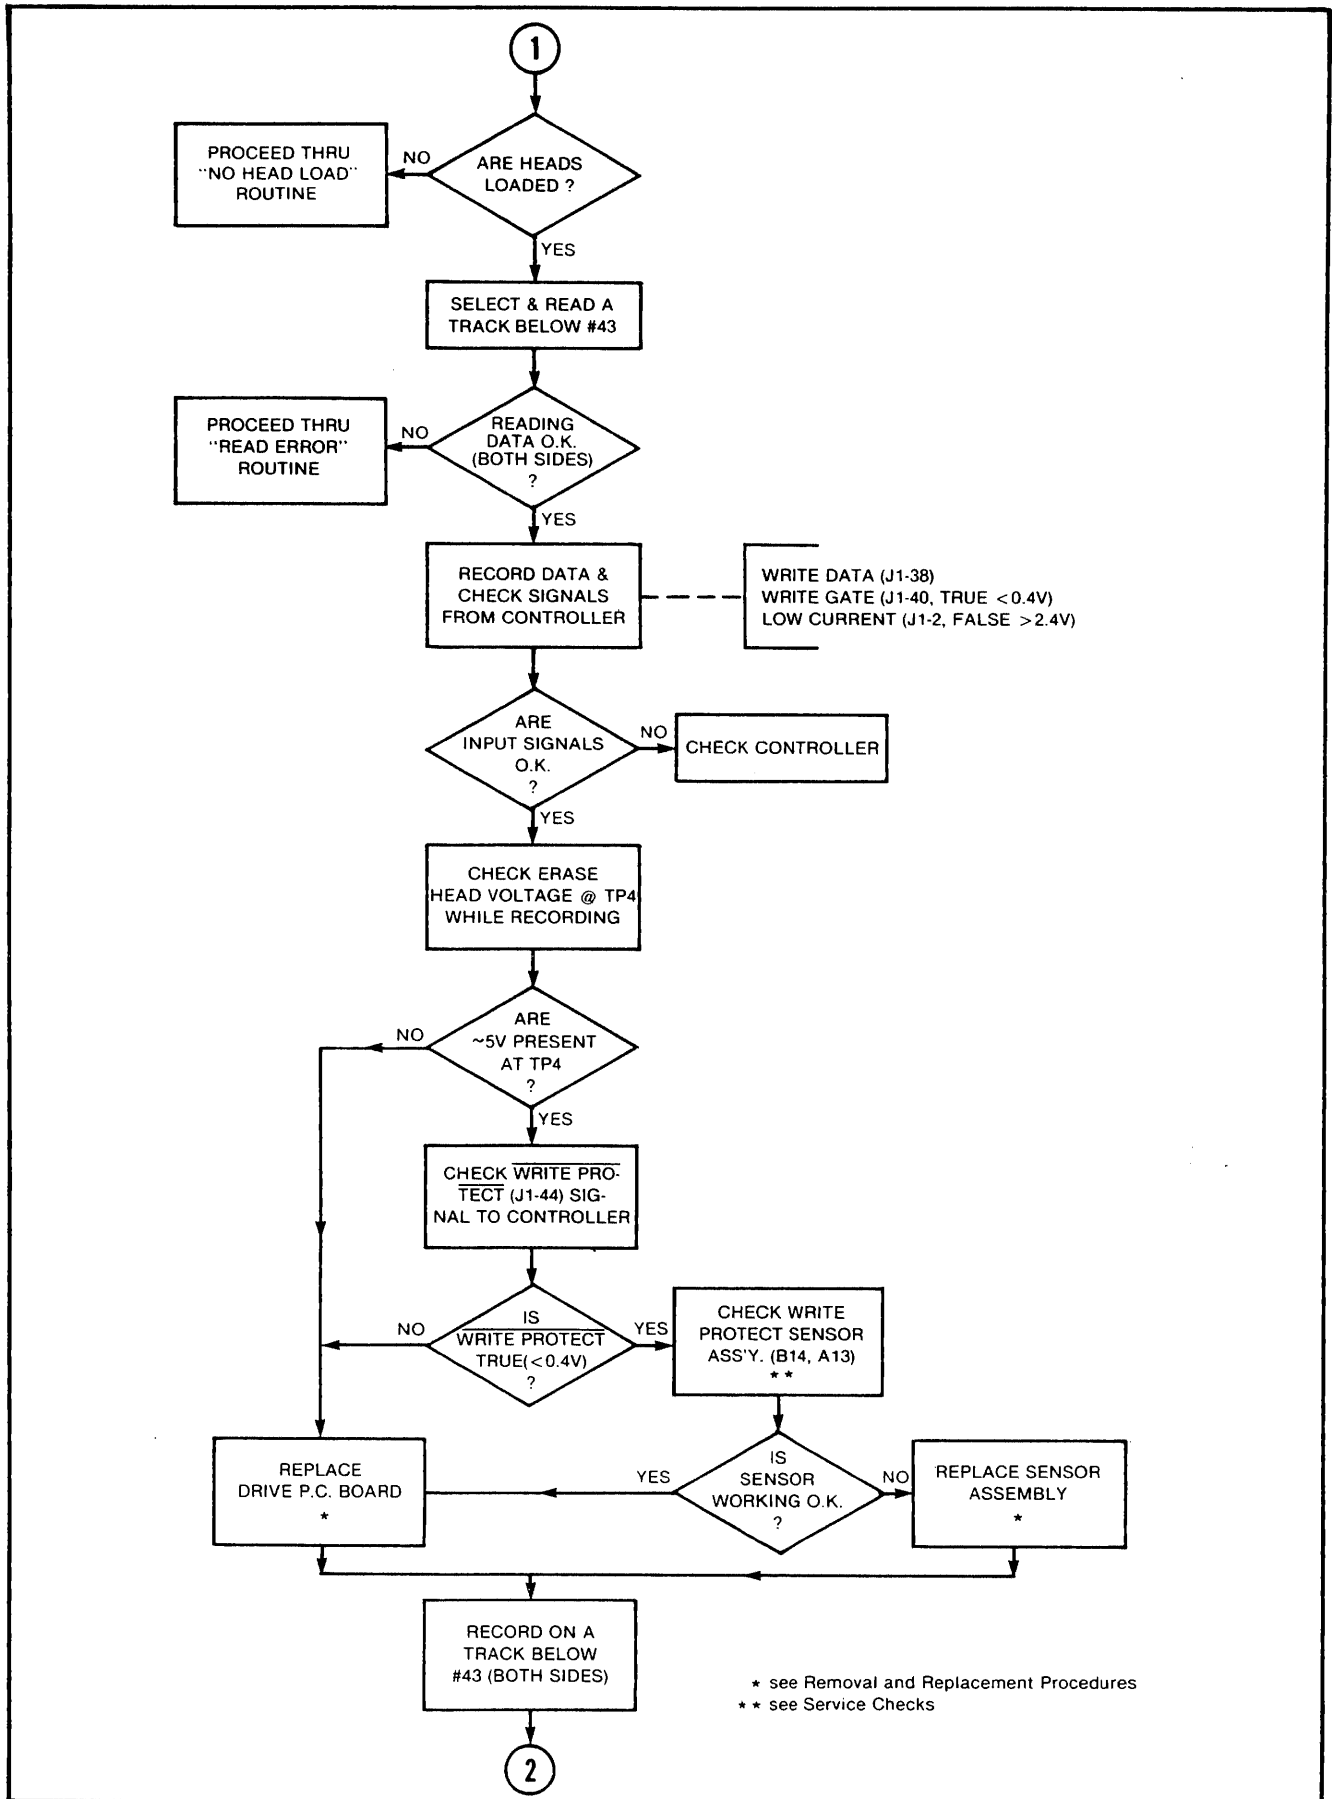 1
ARE HEADS
LOADED ?
NO
PROCEED THRU
"NO HEAD LOAD"
ROUTINE
YES
SELECT & READ A
TRACK BELOW #43
READING
DATA O.K.
(BOTH SIDES)
?
NO
PROCEED THRU
"READ ERROR"
ROUTINE
YES
RECORD DATA &
CHECK SIGNALS
FROM CONTROLLER
WRITE DATA (J1-38)
WRITE GATE (J1-40, TRUE <0.4V)
LOW CURRENT (J1-2, FALSE >2.4V)
ARE
INPUT SIGNALS
O.K.
?
NO
CHECK CONTROLLER
YES
CHECK ERASE
HEAD VOLTAGE @ TP4
WHILE RECORDING
ARE
~5V PRESENT
AT TP4
?
NO
YES
CHECK WRITE PRO-
TECT (J1-44) SIG-
NAL TO CONTROLLER
IS
WRITE PROTECT
TRUE(<0.4V)
?
NO
YES
CHECK WRITE
PROTECT SENSOR
ASS'Y. (B14, A13)
* *
IS
SENSOR
WORKING O.K.
?
YES
NO
REPLACE
DRIVE P.C. BOARD
*
REPLACE SENSOR
ASSEMBLY
*
RECORD ON A
TRACK BELOW
#43 (BOTH SIDES)
* see Removal and Replacement Procedures
* * see Service Checks
2